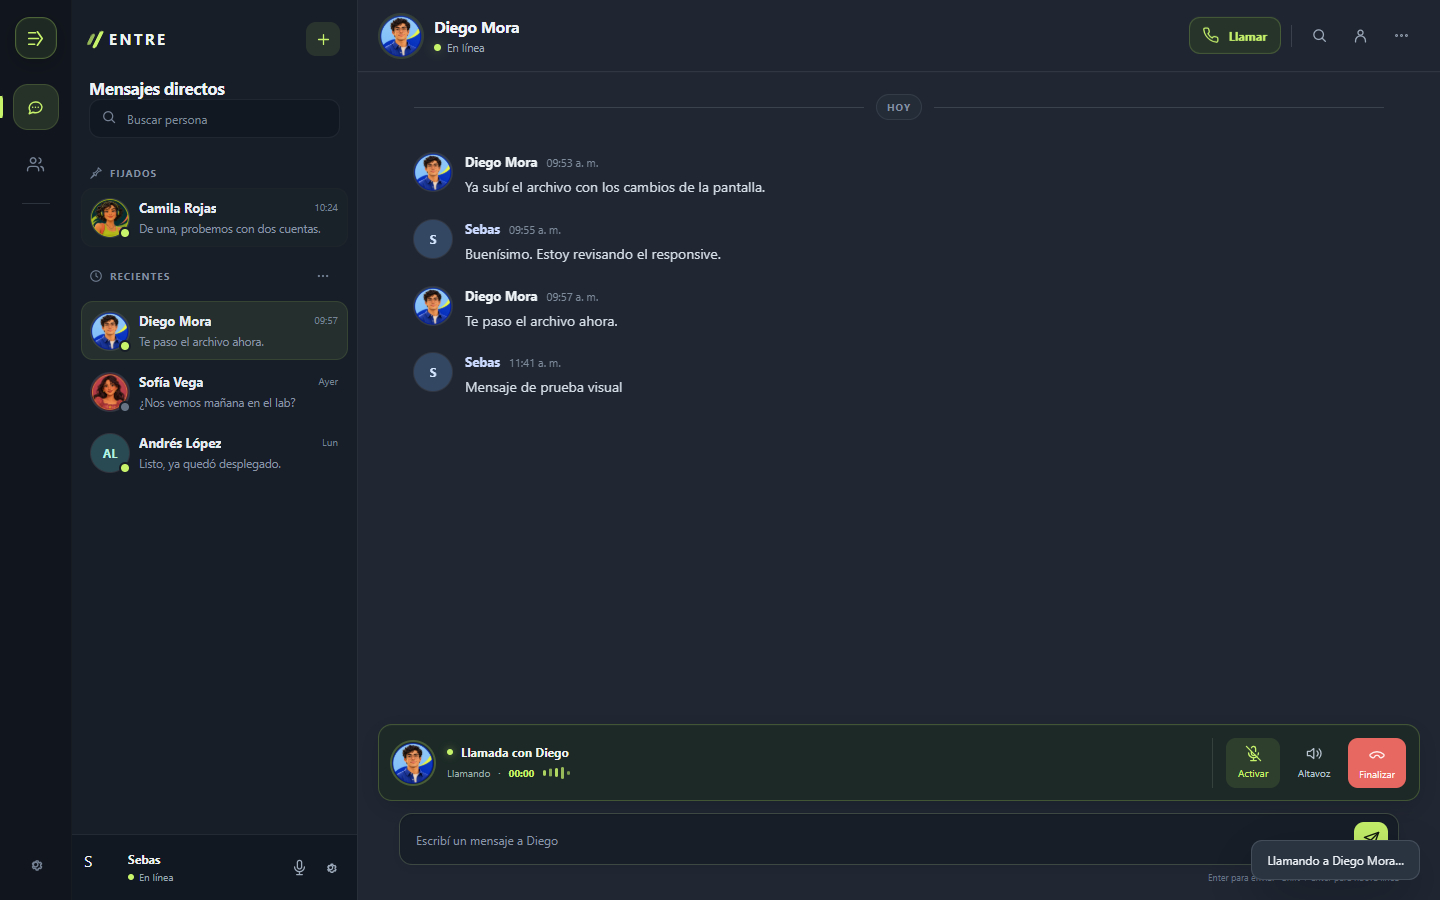 ENTRE
Mensajes directos
Buscar persona
FIJADOS
Camila Rojas 10:24
De una, probemos con dos cuentas.
RECIENTES
Diego Mora 09:57
Te paso el archivo ahora.
Sofía Vega Ayer
¿Nos vemos mañana en el lab?
AL Andrés López Lun
Listo, ya quedó desplegado.
S Sebas
En línea
Diego Mora
En línea
Llamar
HOY
Diego Mora 09:53 a. m.
Ya subí el archivo con los cambios de la pantalla.
S Sebas 09:55 a. m.
Buenísimo. Estoy revisando el responsive.
Diego Mora 09:57 a. m.
Te paso el archivo ahora.
S Sebas 11:41 a. m.
Mensaje de prueba visual
Llamada con Diego
Llamando · 00:00
Activar
Altavoz
Finalizar
Escribí un mensaje a Diego
Llamando a Diego Mora...
Enter para